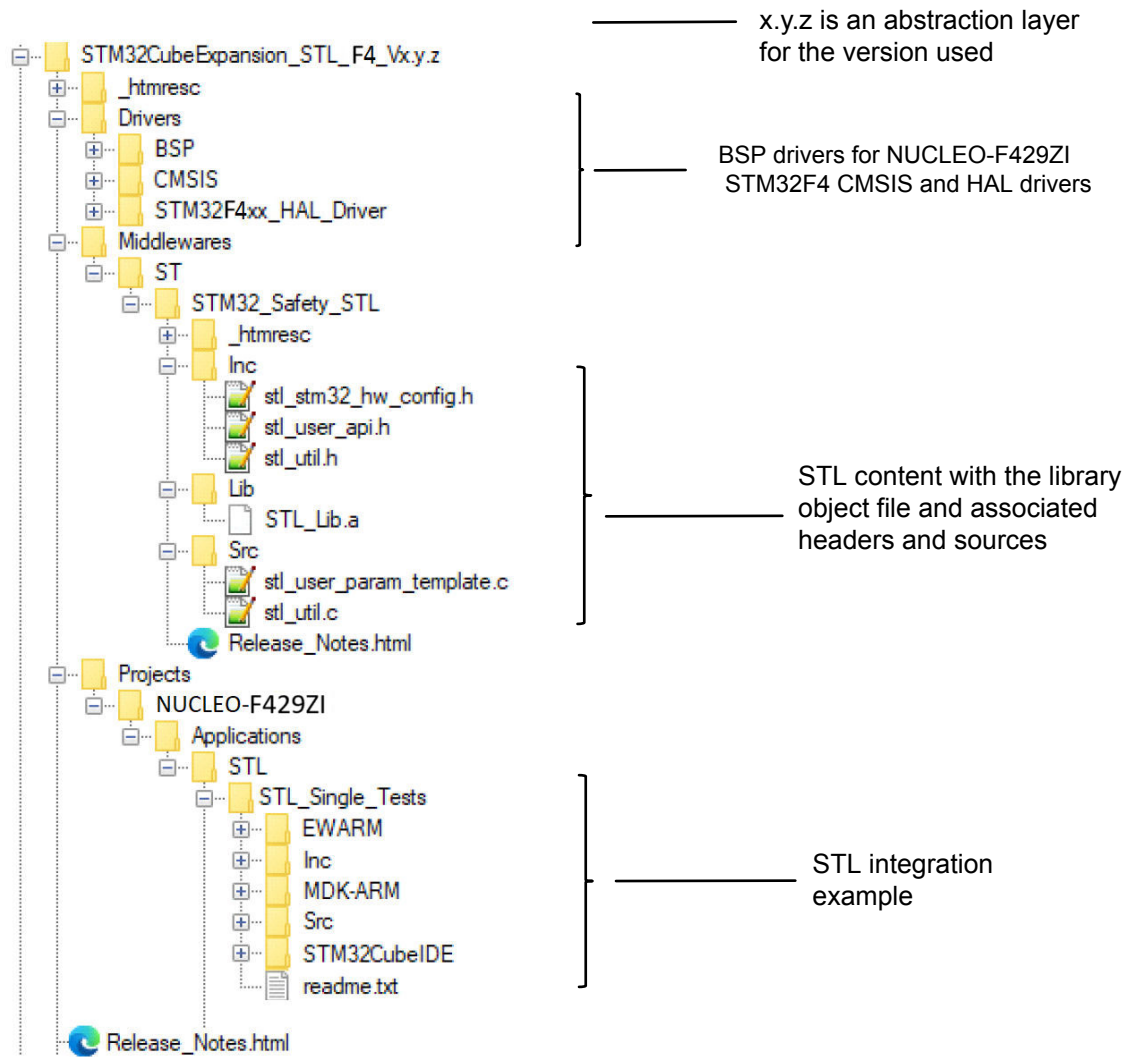 x.y.z is an abstraction layer
for the version used
STM32CubeExpansion_STL_F4_Vx.y.z
_htmresc
Drivers
BSP
CMSIS
STM32F4xx_HAL_Driver
BSP drivers for NUCLEO-F429ZI
STM32F4 CMSIS and HAL drivers
Middlewares
ST
STM32_Safety_STL
_htmresc
Inc
stl_stm32_hw_config.h
stl_user_api.h
stl_util.h
Lib
STL_Lib.a
Src
stl_user_param_template.c
stl_util.c
Release_Notes.html
STL content with the library
object file and associated
headers and sources
Projects
NUCLEO-F429ZI
Applications
STL
STL_Single_Tests
EWARM
Inc
MDK-ARM
Src
STM32CubeIDE
readme.txt
STL integration
example
Release_Notes.html